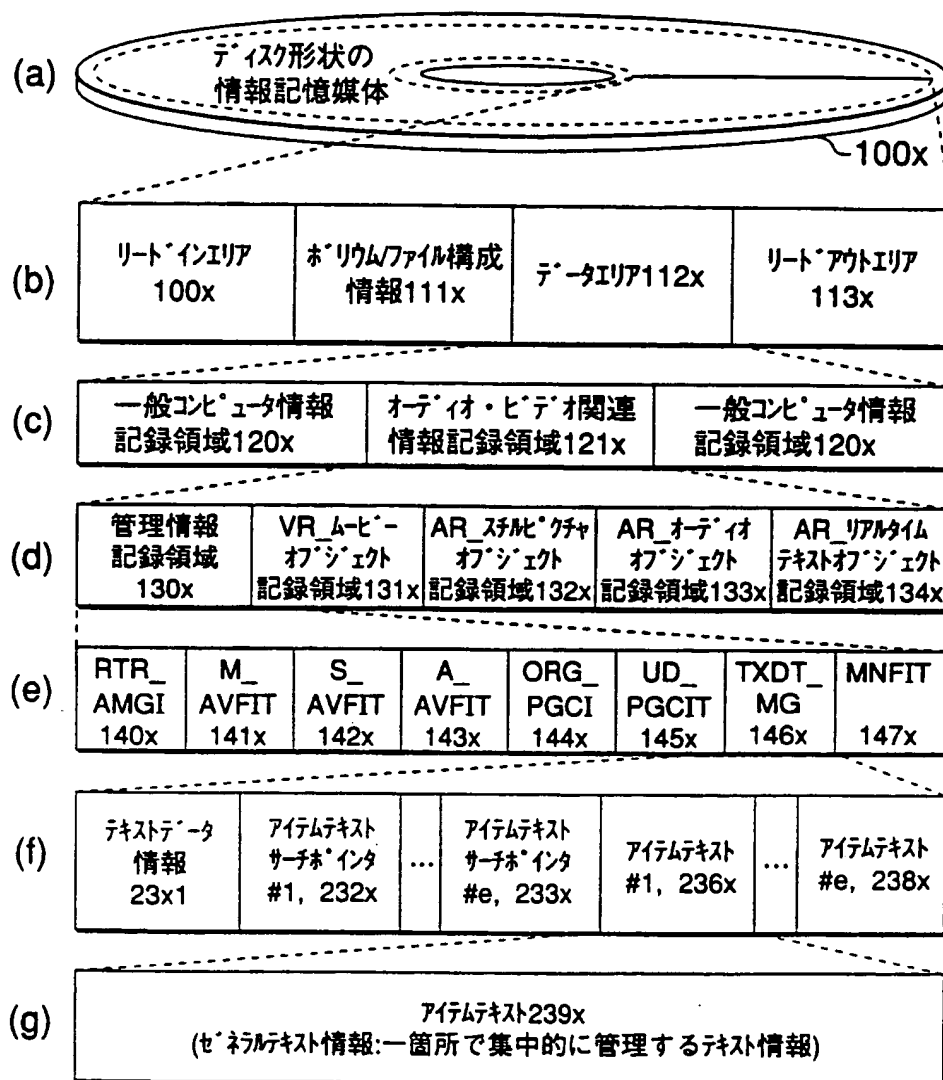 (a)
ディスク形状の
情報記憶媒体
100x
(b)
リードインエリア
100x
ボリウム/ファイル構成
情報111x
データエリア112x
リードアウトエリア
113x
(c)
一般コンピュータ情報
記録領域120x
オーディオ・ビデオ関連
情報記録領域121x
一般コンピュータ情報
記録領域120x
(d)
管理情報
記録領域
130x
VR_ムービー
オブジェクト
記録領域131x
AR_スチルピクチャ
オブジェクト
記録領域132x
AR_オーディオ
オブジェクト
記録領域133x
AR_リアルタイム
テキストオブジェクト
記録領域134x
(e)
RTR_
AMGI
140x
M_
AVFIT
141x
S_
AVFIT
142x
A_
AVFIT
143x
ORG_
PGCI
144x
UD_
PGCIT
145x
TXDT_
MG
146x
MNFIT
147x
(f)
テキストデータ
情報
23x1
アイテムテキスト
サーチポインタ
#1, 232x
...
アイテムテキスト
サーチポインタ
#e, 233x
アイテムテキスト
#1, 236x
...
アイテムテキスト
#e, 238x
(g)
アイテムテキスト239x
(ゼネラルテキスト情報:一箇所で集中的に管理するテキスト情報)